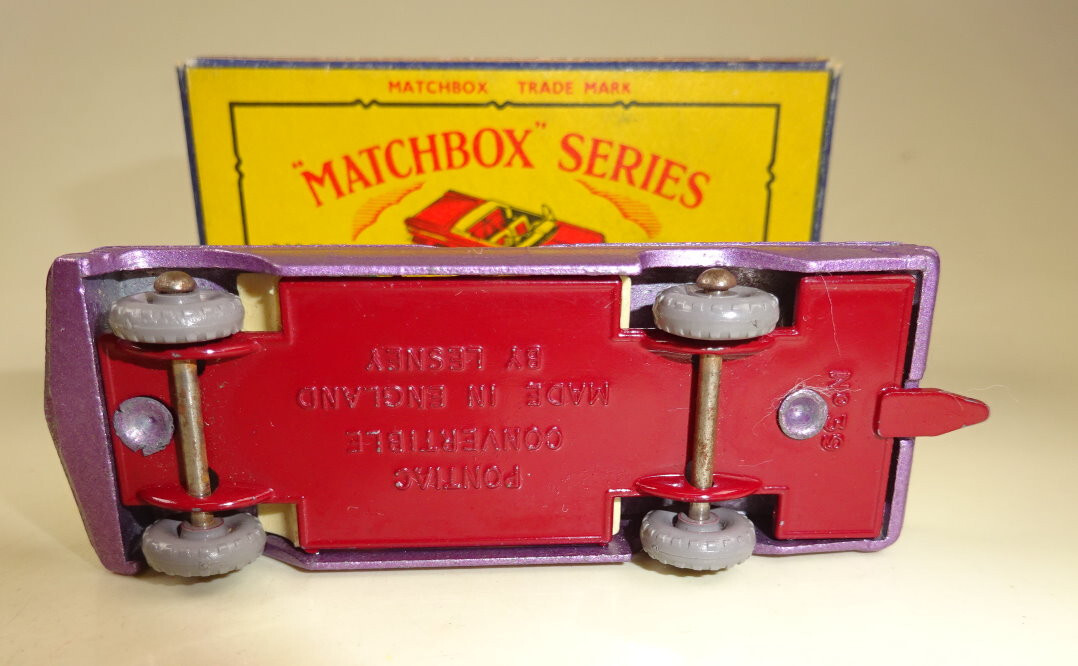 MATCHBOX TRADE MARK
"MATCHBOX" SERIES
PONTIAC
CONVERTIBLE
MADE IN ENGLAND
BY LESNEY
Nº 39